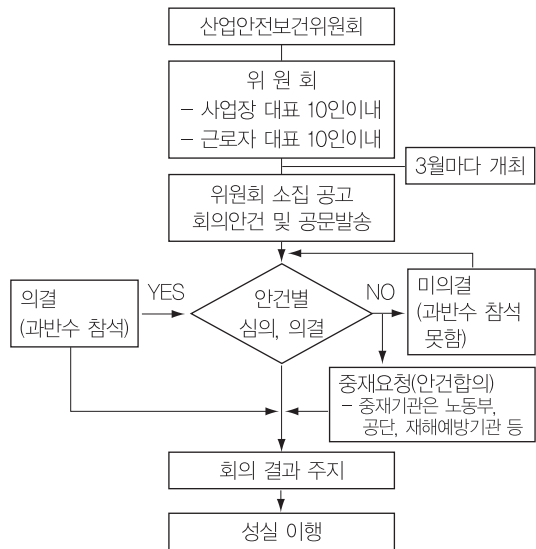 산업안전보건위원회
위 원 회
– 사업장 대표 10인이내
– 근로자 대표 10인이내
3월마다 개최
위원회 소집 공고
회의안건 및 공문발송
의결
(과반수 참석)
YES
안건별
심의, 의결
NO
미의결
(과반수 참석
못함)
중재요청(안건합의)
– 중재기관은 노동부,
공단, 재해예방기관 등
회의 결과 주지
성실 이행